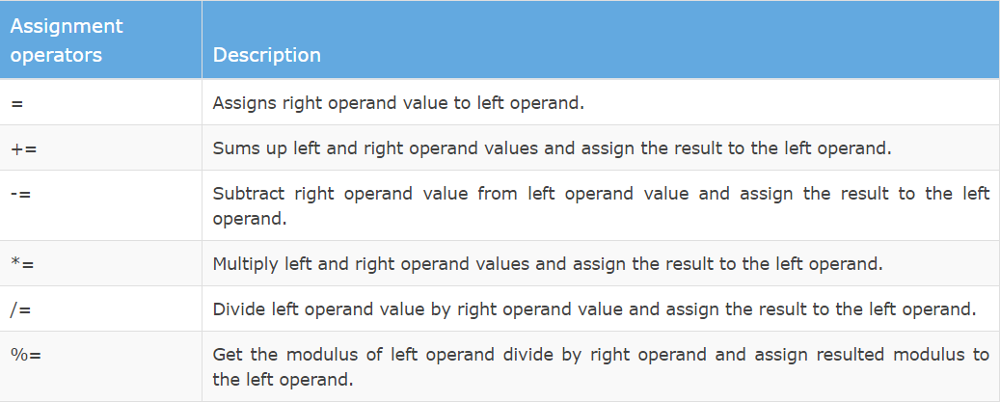 Assignment
operators
Description
=
Assigns right operand value to left operand.
+=
Sums up left and right operand values and assign the result to the left operand.
-=
Subtract right operand value from left operand value and assign the result to the left
operand.
*=
Multiply left and right operand values and assign the result to the left operand.
/=
Divide left operand value by right operand value and assign the result to the left operand.
%=
Get the modulus of left operand divide by right operand and assign resulted modulus to
the left operand.